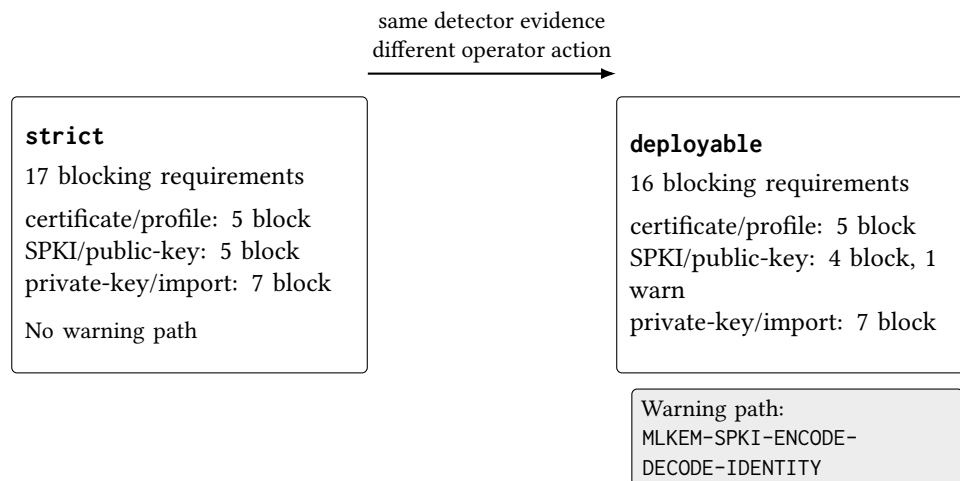 same detector evidence
different operator action
strict
17 blocking requirements
certificate/profile: 5 block
SPKI/public-key: 5 block
private-key/import: 7 block
No warning path
deployable
16 blocking requirements
certificate/profile: 5 block
SPKI/public-key: 4 block, 1
warn
private-key/import: 7 block
Warning path:
MLKEM-SPKI-ENCODE-
DECODE-IDENTITY